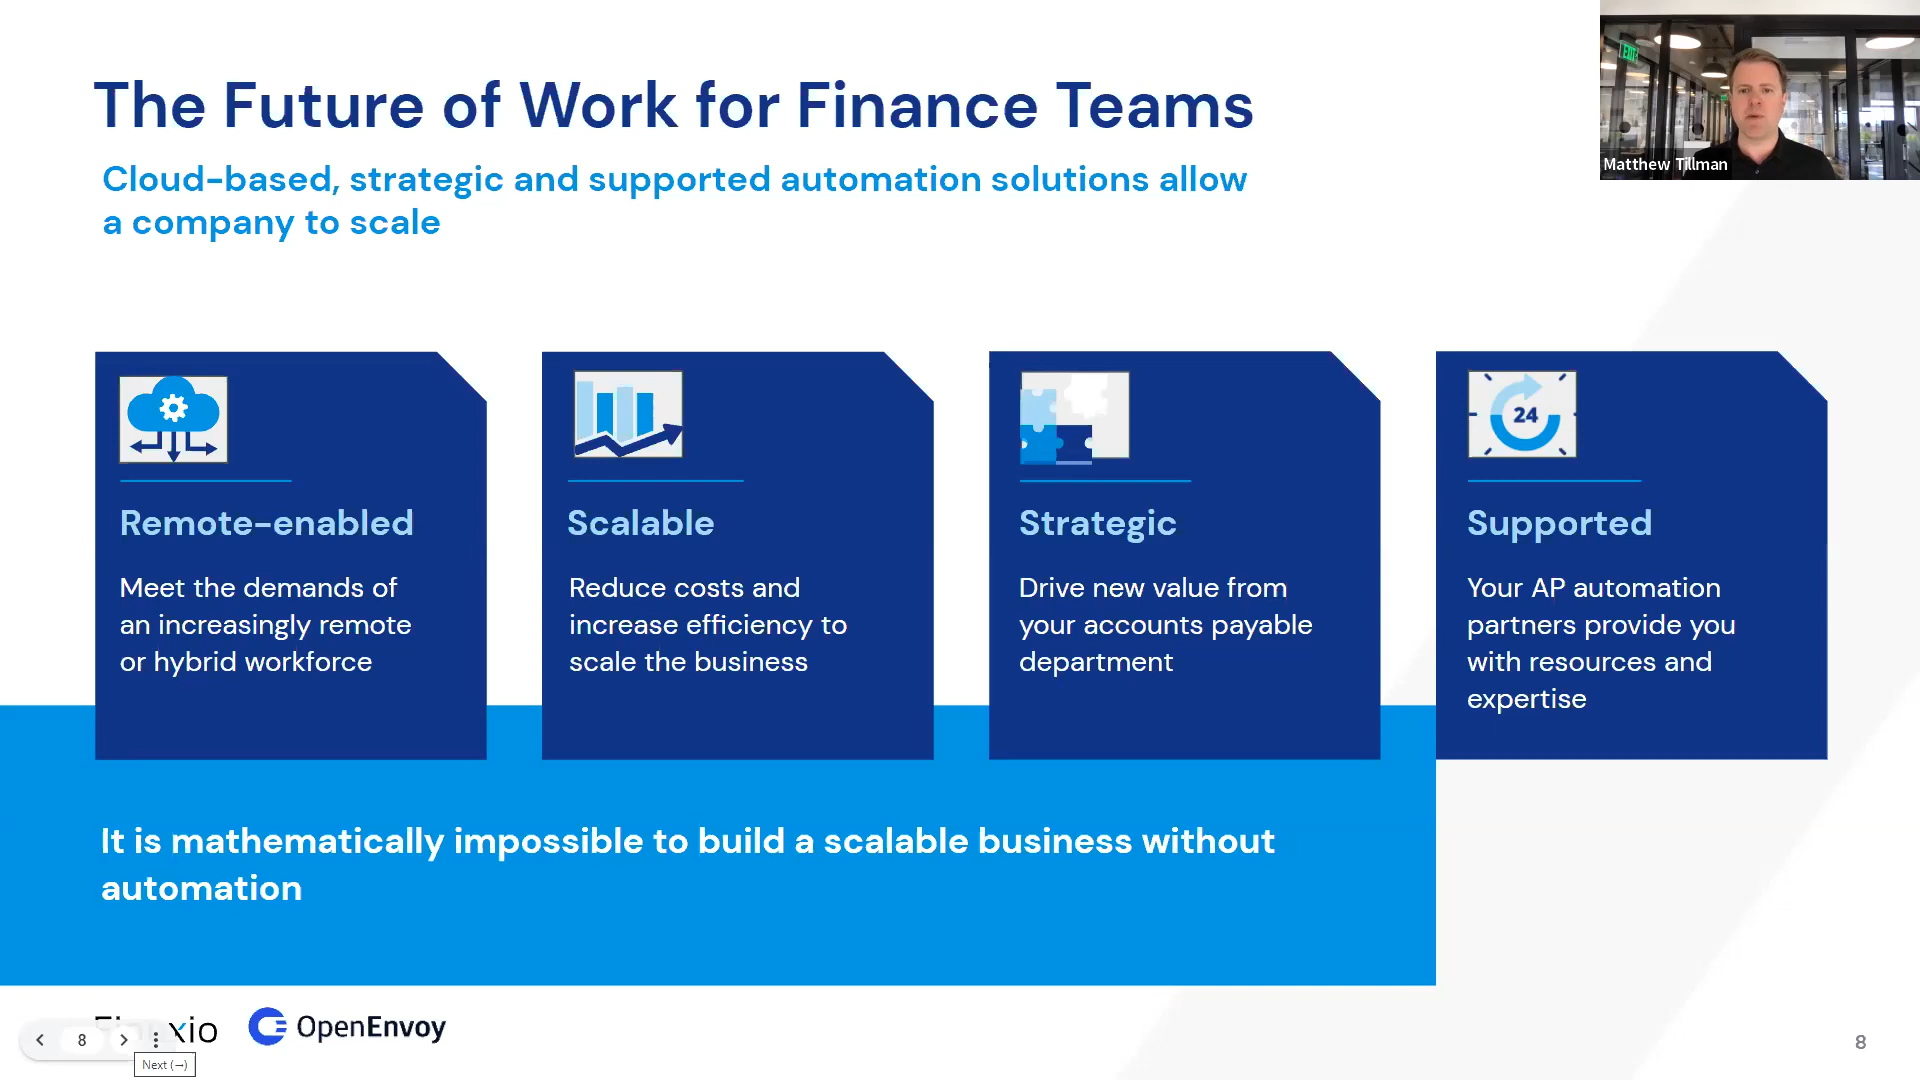 The Future of Work for Finance Teams
Cloud-based, strategic and supported automation solutions allow
a company to scale
EXIT
Matthew Tillman
Remote-enabled
Meet the demands of
an increasingly remote
or hybrid workforce
Scalable
Reduce costs and
increase efficiency to
scale the business
Strategic
Drive new value from
your accounts payable
department
24
Supported
Your AP automation
partners provide you
with resources and
expertise
It is mathematically impossible to build a scalable business without
automation
OpenEnvoy
8
Next (→)
8